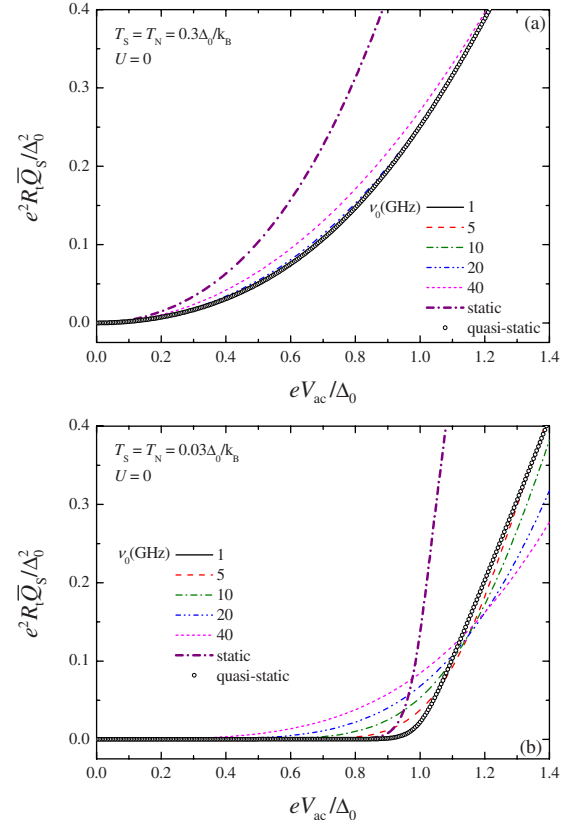 (a)
T_S = T_N = 0.3Δ_0/k_B
U = 0
e^2R_tQ̅_S/Δ_0^2
0.4
0.3
0.2
0.1
0.0
ν_0(GHz)
1
5
10
20
40
static
quasi-static
0.0 0.2 0.4 0.6 0.8 1.0 1.2 1.4
eV_ac/Δ_0
T_S = T_N = 0.03Δ_0/k_B
U = 0
e^2R_tQ̅_S/Δ_0^2
0.4
0.3
0.2
0.1
0.0
ν_0(GHz)
1
5
10
20
40
static
quasi-static
(b)
0.0 0.2 0.4 0.6 0.8 1.0 1.2 1.4
eV_ac/Δ_0